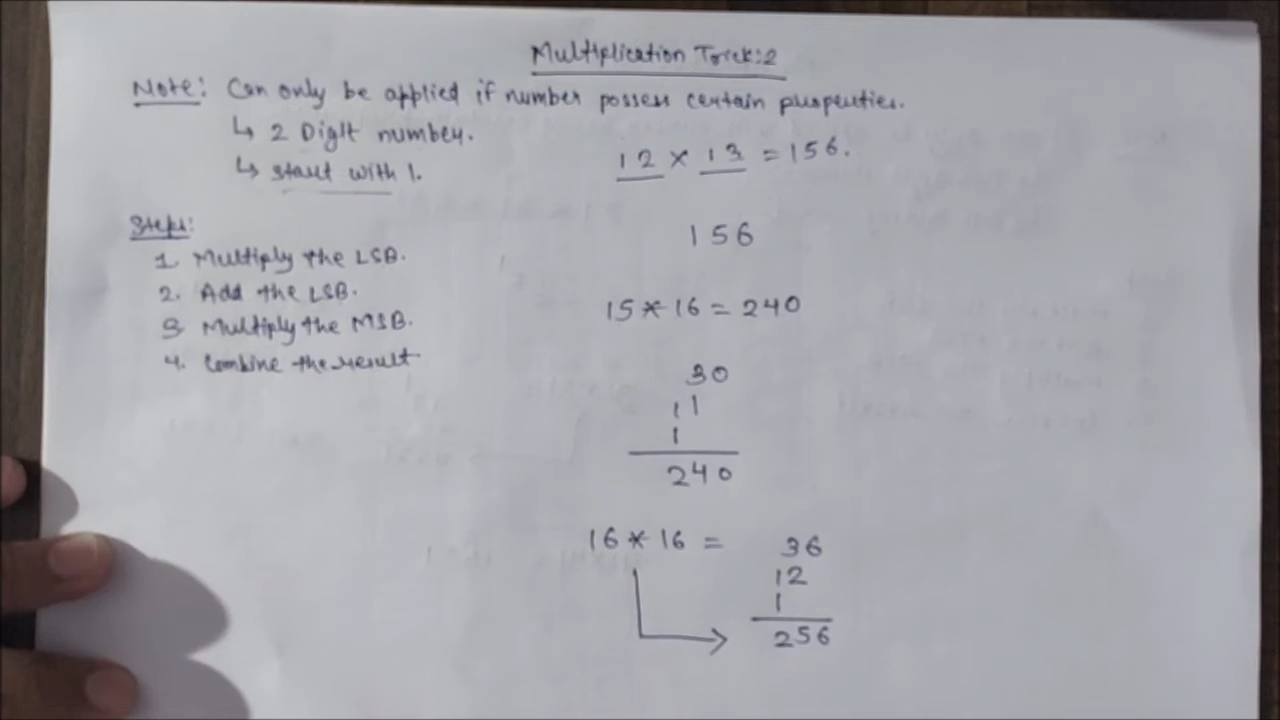 Multiplication Trick:2
Note: Can only be applied if number possess certain properties.
↳ 2 Digit number.
↳ start with 1.
12 × 13 = 156.
Steps:
1. Multiply the LSB.
2. Add the LSB.
3 Multiply the MSB.
4. Combine the result
156
15 * 16 = 240
30
11
1
240
16 * 16 =
36
12
1
256